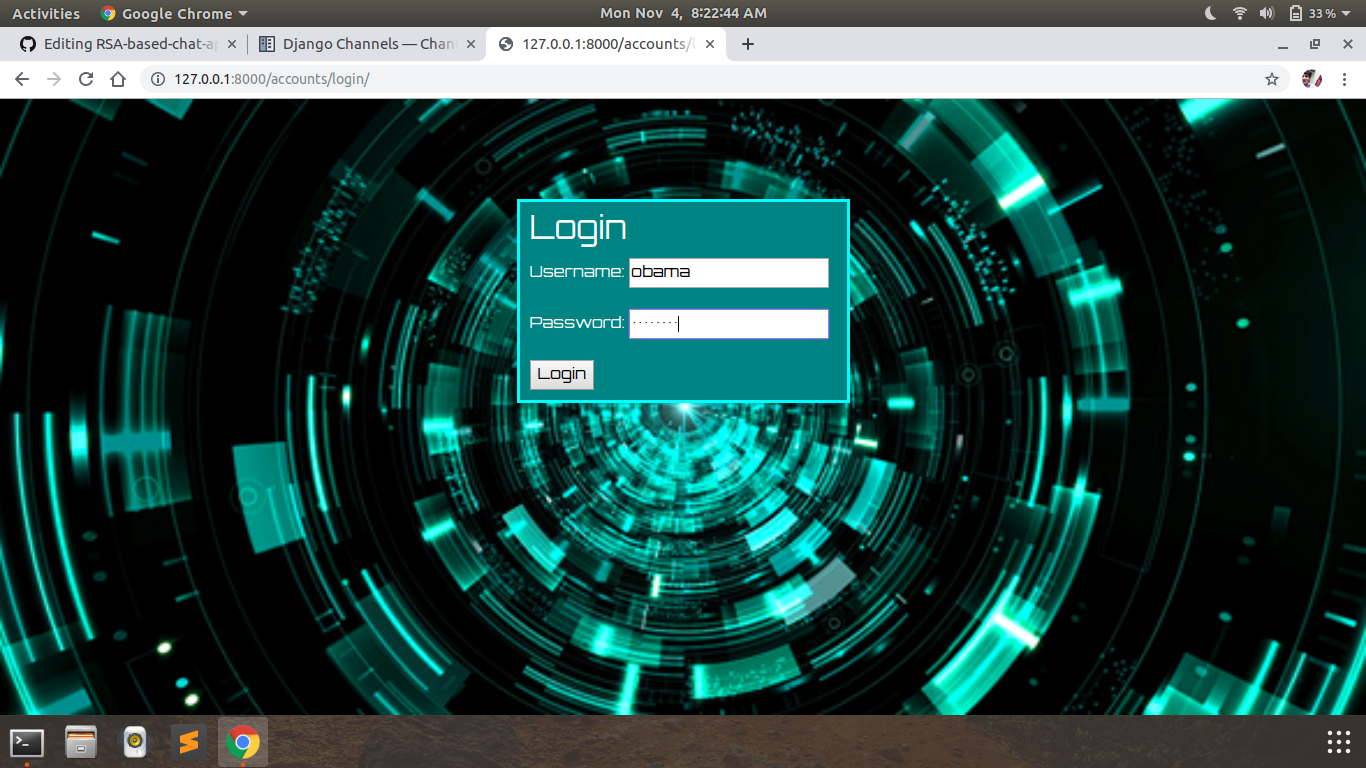 Activities Google Chrome Mon Nov 4, 8:22:44 AM 33 %
Editing RSA-based-chat-ap Django Channels — Chan 127.0.0.1:8000/accounts/l
127.0.0.1:8000/accounts/login/
Login
Username: obama
Password: ········
Login